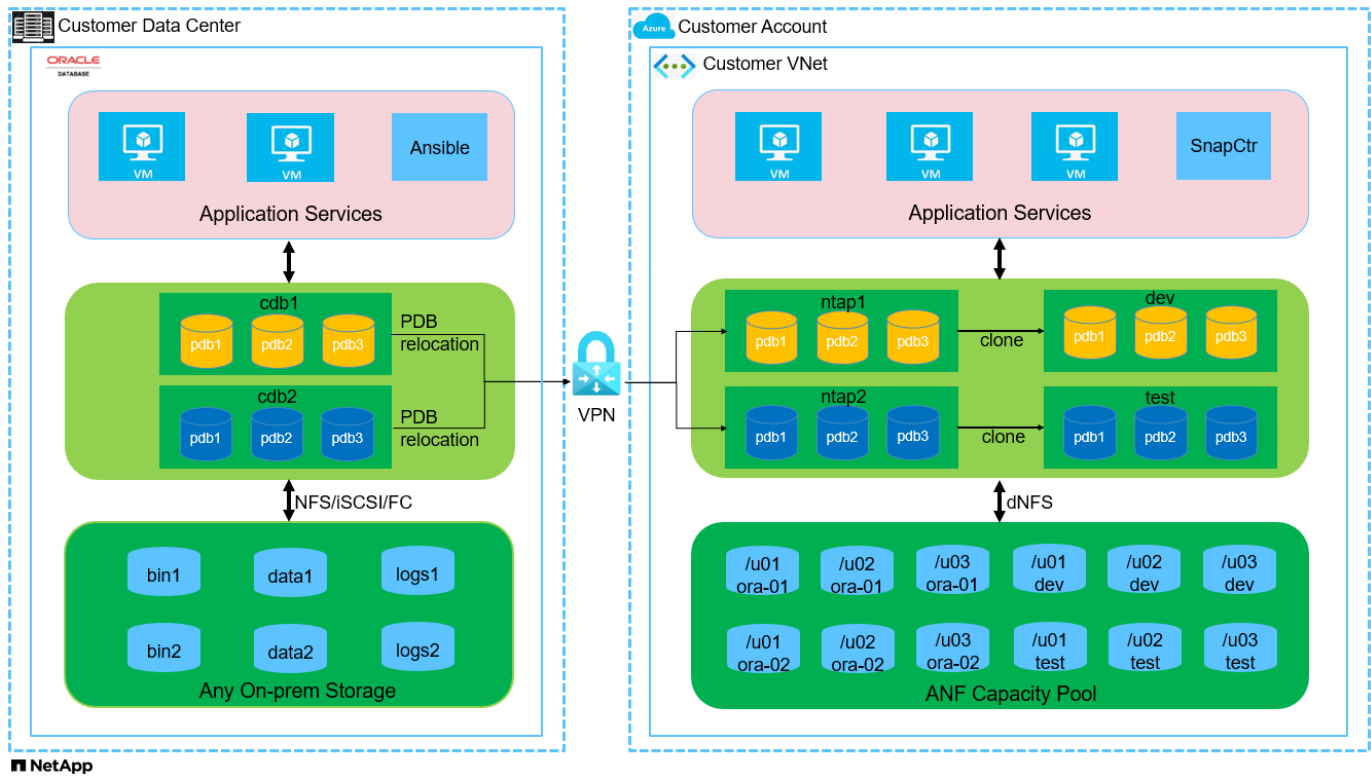 Customer Data Center
ORACLE
DATABASE
VM
VM
Ansible
Application Services
cdb1
pdb1
pdb2
pdb3
PDB
relocation
cdb2
pdb1
pdb2
pdb3
PDB
relocation
NFS/iSCSI/FC
bin1
data1
logs1
bin2
data2
logs2
Any On-prem Storage
VPN
Azure
Customer Account
Customer VNet
VM
VM
VM
SnapCtr
Application Services
ntap1
pdb1
pdb2
pdb3
clone
dev
pdb1
pdb2
pdb3
ntap2
pdb1
pdb2
pdb3
clone
test
pdb1
pdb2
pdb3
dNFS
/u01
ora-01
/u02
ora-01
/u03
ora-01
/u01
dev
/u02
dev
/u03
dev
/u01
ora-02
/u02
ora-02
/u03
ora-02
/u01
test
/u02
test
/u03
test
ANF Capacity Pool
NetApp